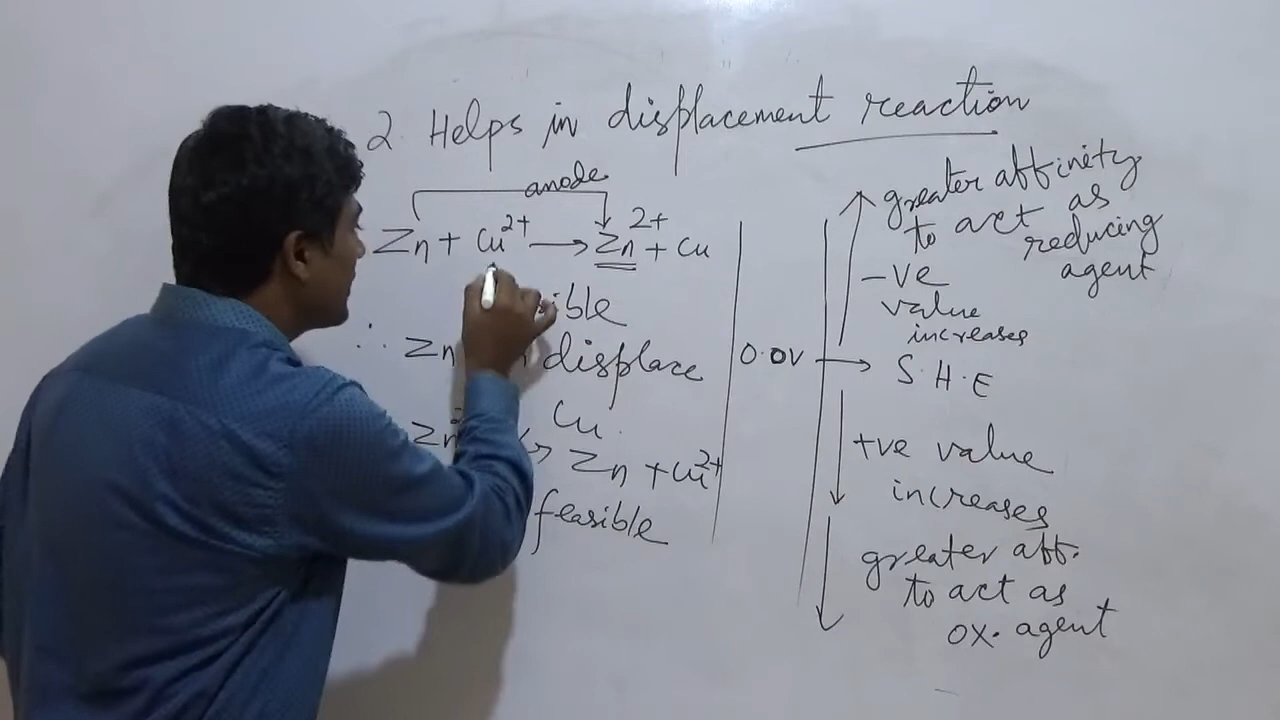 2. Helps in displacement reaction
anode
Zn + Cu2+ → Zn2+ + Cu
Zn displace
Cu.
→ Zn + Cu2+
feasible
greater affinity
to act as
reducing
agent
-ve
value
increases
0.0V → S.H.E
+ve value
increases
greater aff.
to act as
ox. agent